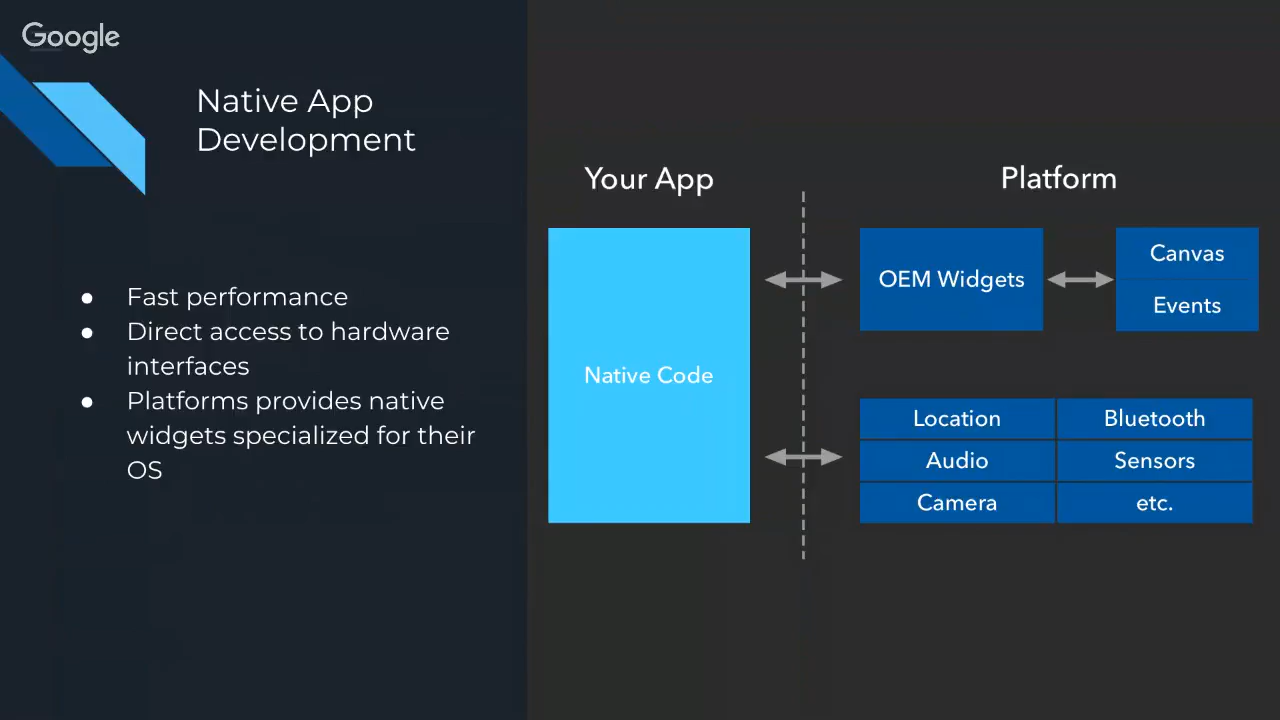 Google
Native App
Development
● Fast performance
● Direct access to hardware
interfaces
● Platforms provides native
widgets specialized for their
OS
Your App
Platform
Native Code
OEM Widgets
Canvas
Events
Location
Bluetooth
Audio
Sensors
Camera
etc.